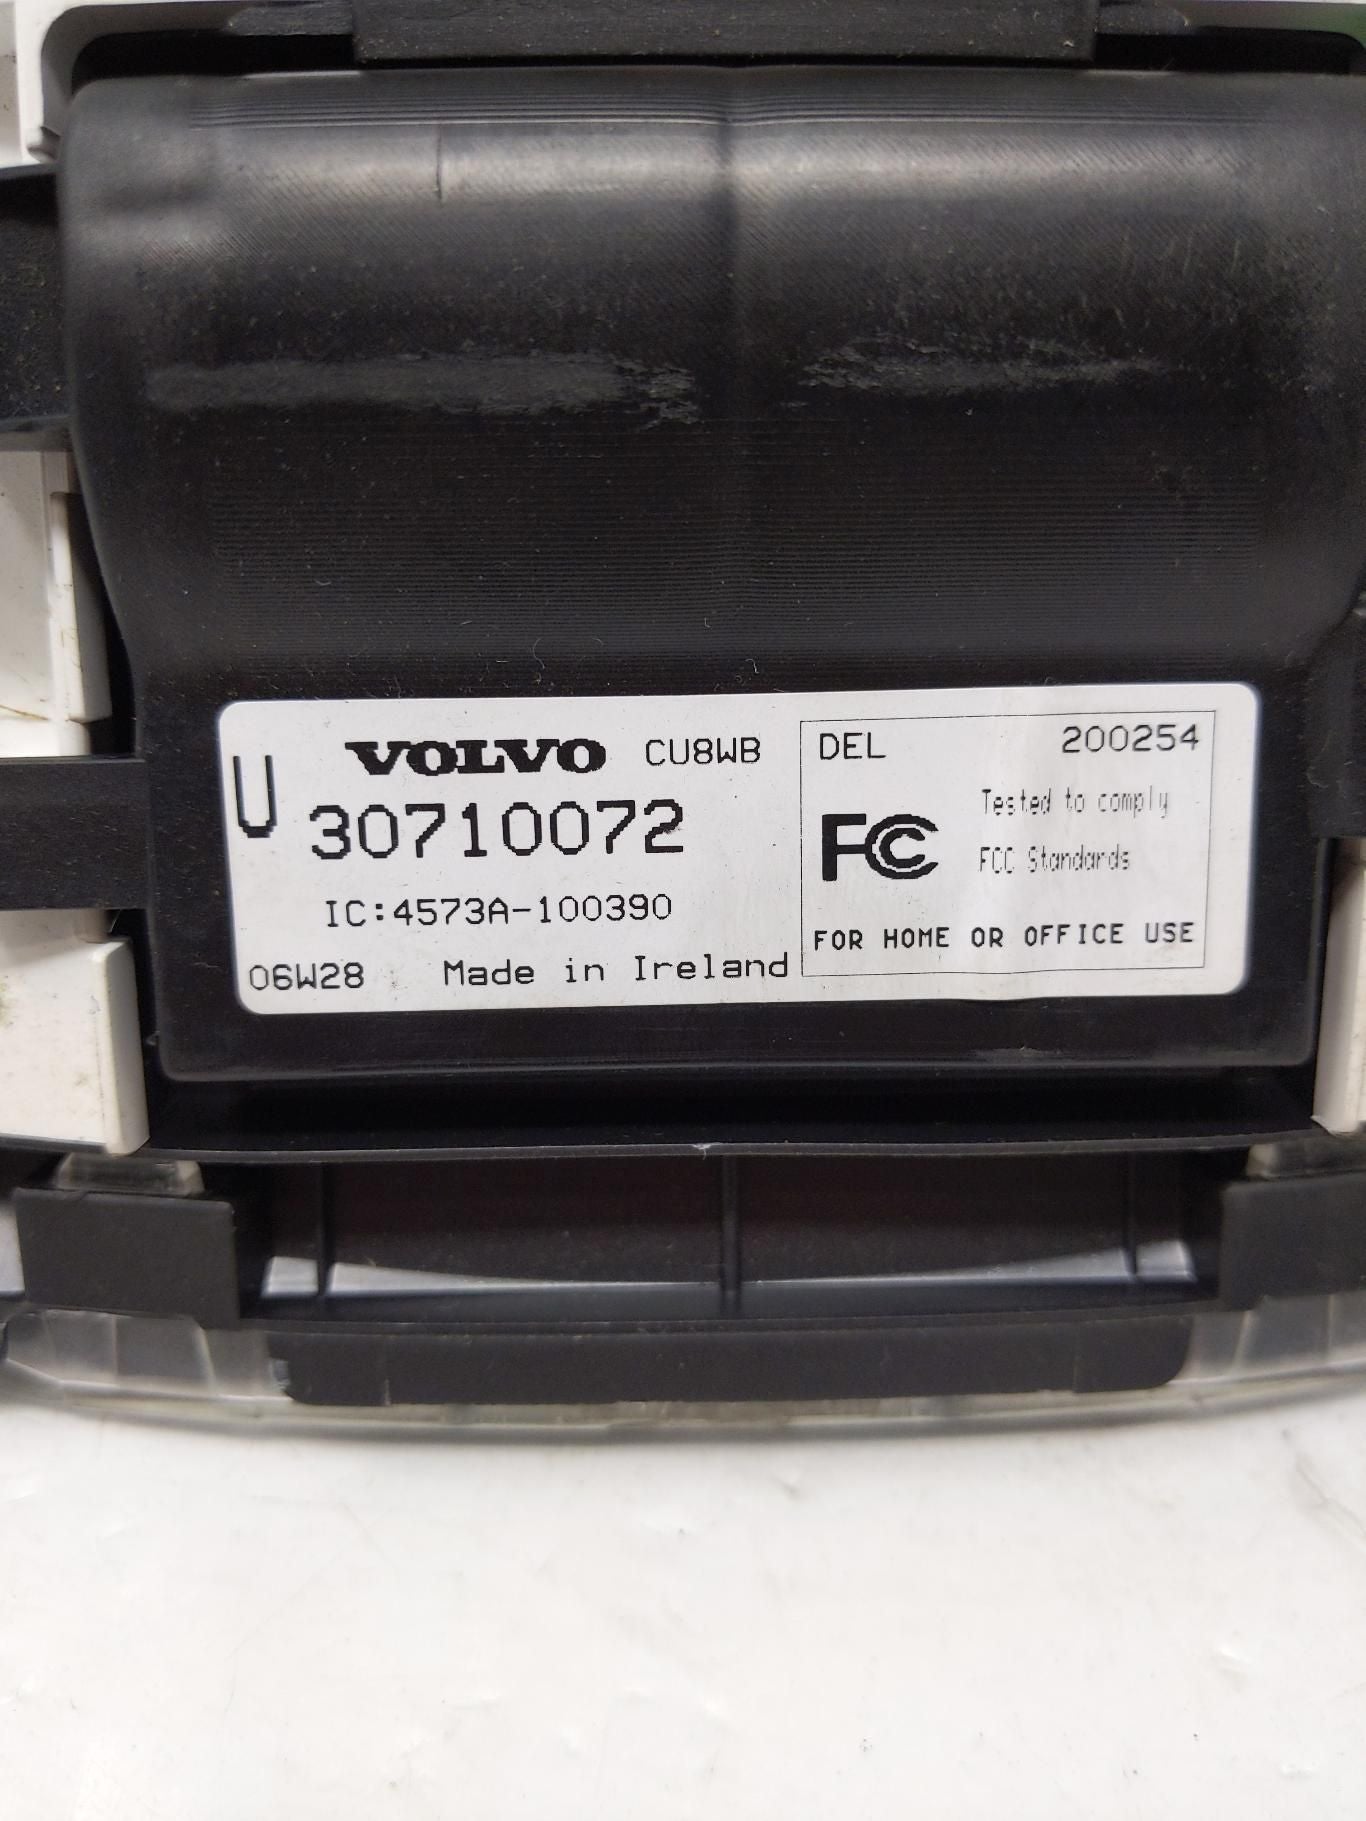 U
VOLVO CU8WB
30710072
IC:4573A-100390
06W28 Made in Ireland
DEL 200254
FC Tested to comply
FCC Standards
FOR HOME OR OFFICE USE